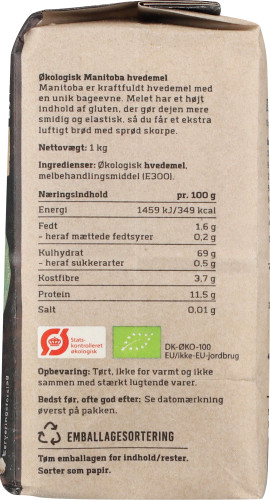 Økologisk Manitoba hvedemel
Manitoba er kraftfuldt hvedemel med
en unik bageevne. Melet har et højt
indhold af gluten, der gør dejen mere
smidig og elastisk, så du får et ekstra
luftigt brød med sprød skorpe.
Nettovægt: 1 kg
Ingredienser: Økologisk hvedemel,
melbehandlingsmiddel (E300).
Næringsindhold pr. 100 g
Energi 1459 kJ/349 kcal
Fedt 1,6 g
- heraf mættede fedtsyrer 0,2 g
Kulhydrat 69 g
- heraf sukkerarter 0,5 g
Kostfibre 3,7 g
Protein 11,5 g
Salt 0,01 g
Ø
Stats-
kontrolleret
økologisk
DK-ØKO-100
EU/ikke-EU-jordbrug
Opbevaring: Tørt, ikke for varmt og ikke
sammen med stærkt lugtende varer.
Bedst før, ofte god efter: Se datomærkning
øverst på pakken.
EMBALLAGESORTERING
Tøm emballagen for indhold/rester.
Sorter som papir.